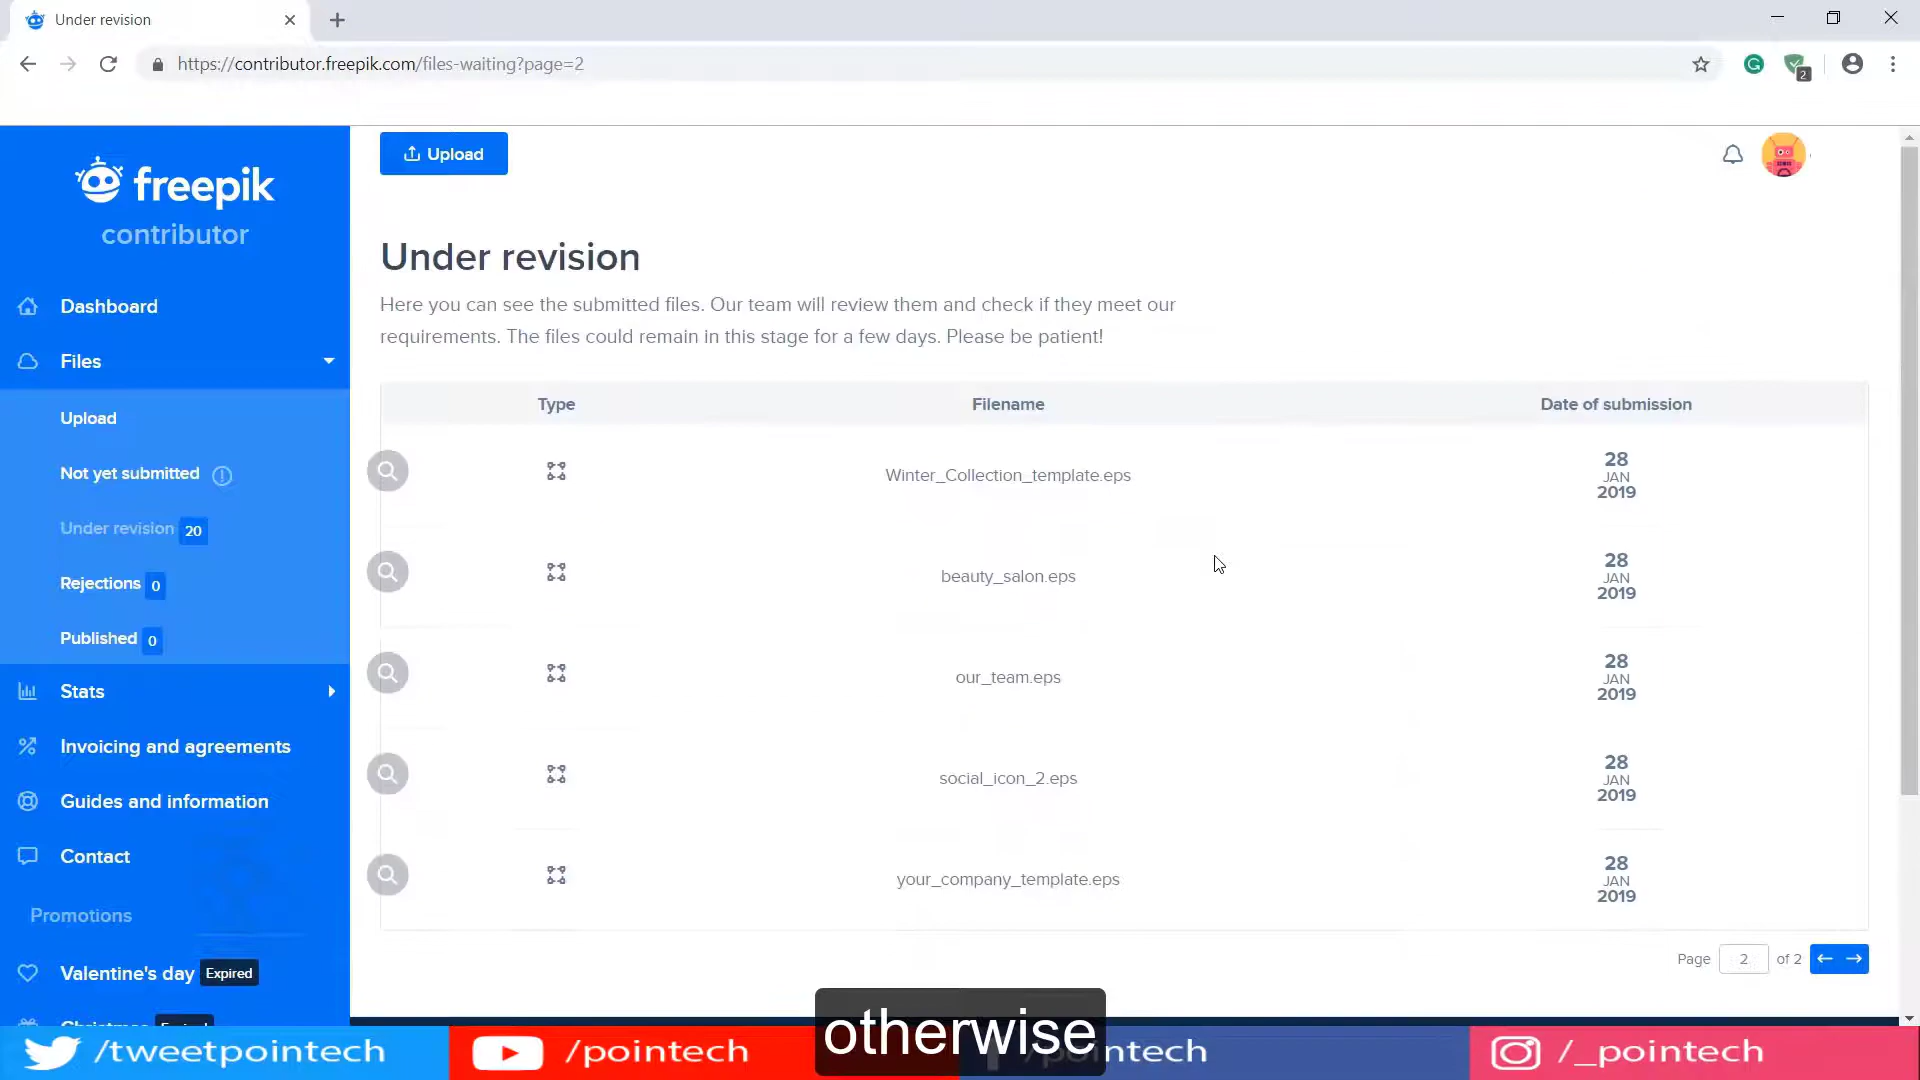 Under revision
https://contributor.freepik.com/files-waiting?page=2
2
freepik
contributor
Dashboard
Files
Upload
Not yet submitted
Under revision 20
Rejections 0
Published 0
Stats
Invoicing and agreements
Guides and information
Contact
Promotions
Valentine's day Expired
Upload
Under revision
Here you can see the submitted files. Our team will review them and check if they meet our
requirements. The files could remain in this stage for a few days. Please be patient!
Type Filename Date of submission
Winter_Collection_template.eps
28
JAN
2019
beauty_salon.eps
28
JAN
2019
our_team.eps
28
JAN
2019
social_icon_2.eps
28
JAN
2019
your_company_template.eps
28
JAN
2019
Page 2 of 2
otherwise
/tweetpointech
/pointech
ntech
/_pointech